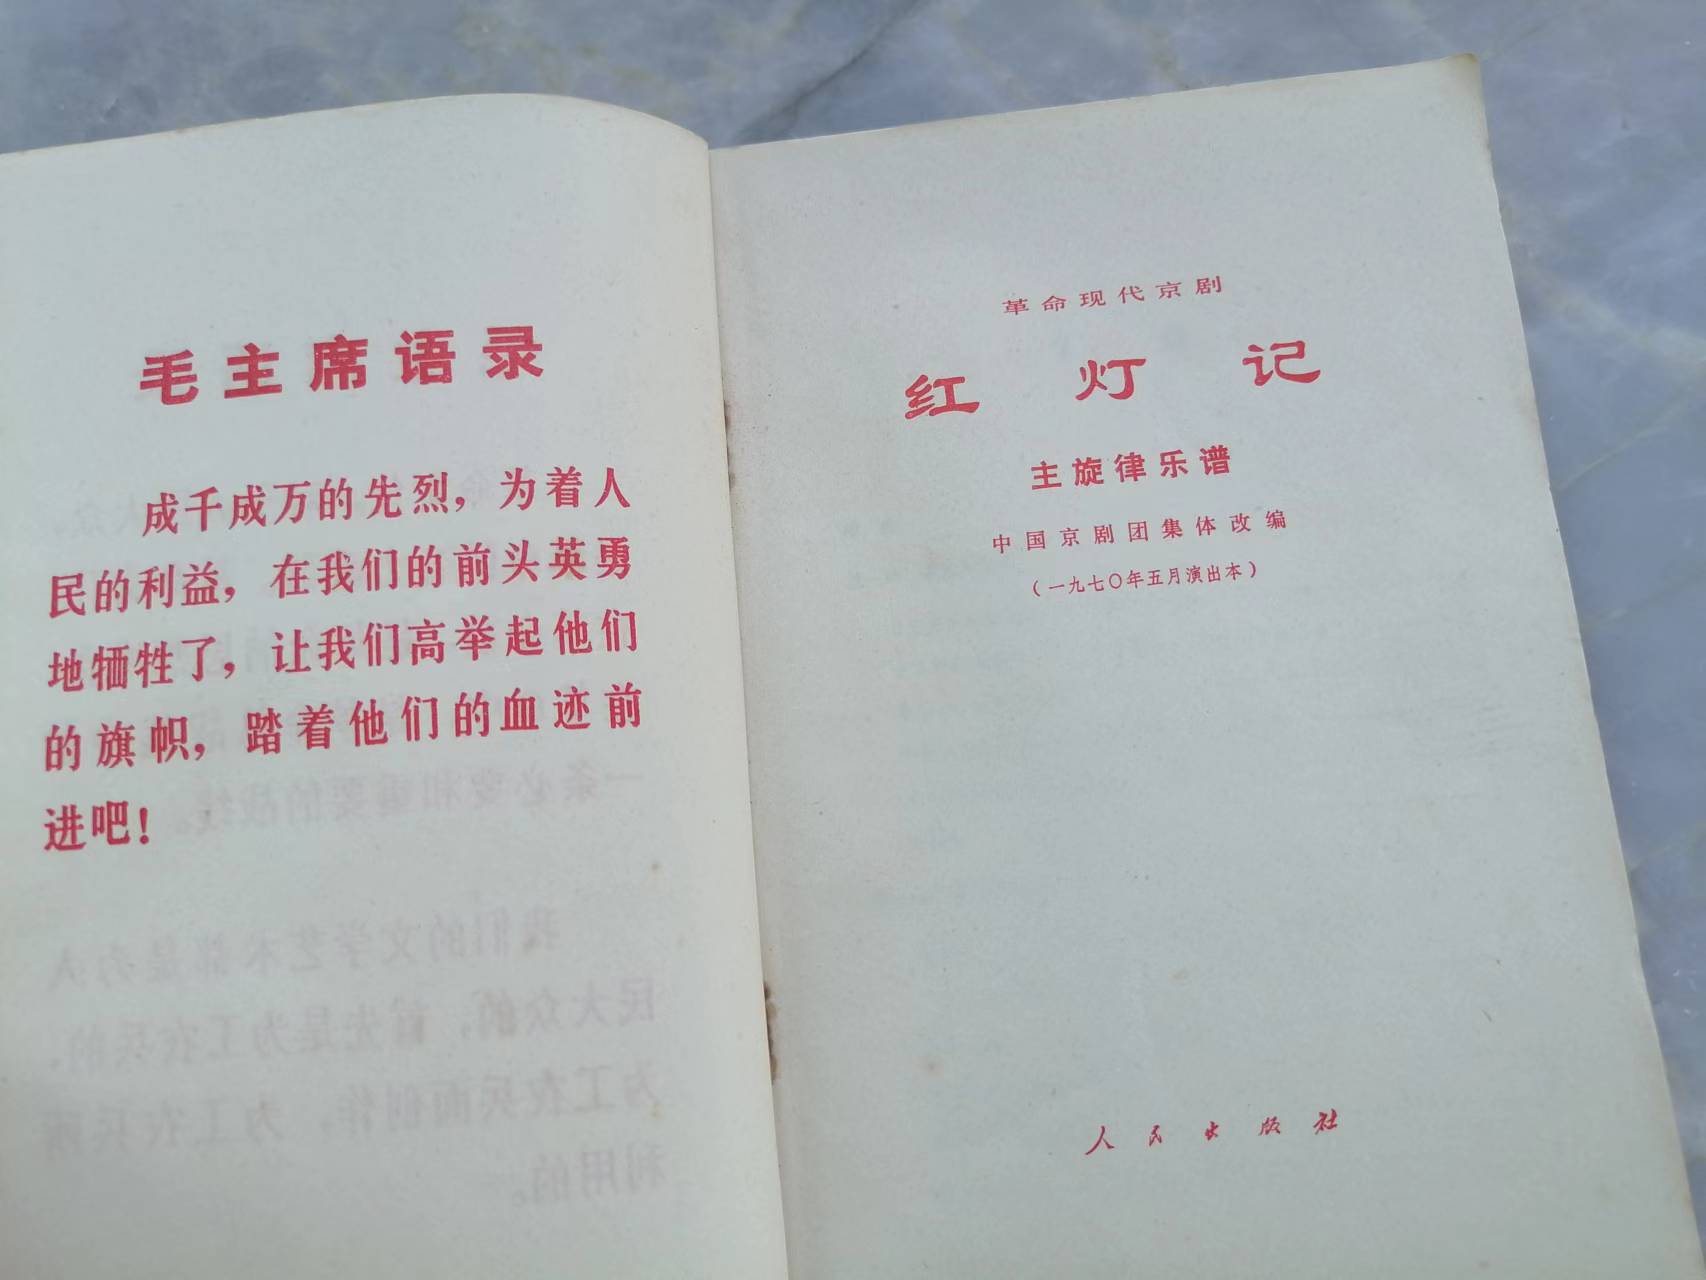 毛主席语录
成千成万的先烈，为着人
民的利益，在我们的前头英勇
地牺牲了，让我们高举起他们
的旗帜，踏着他们的血迹前
进吧！
革命现代京剧
红灯记
主旋律乐谱
中国京剧团集体改编
（一九七〇年五月演出本）
人民出版社